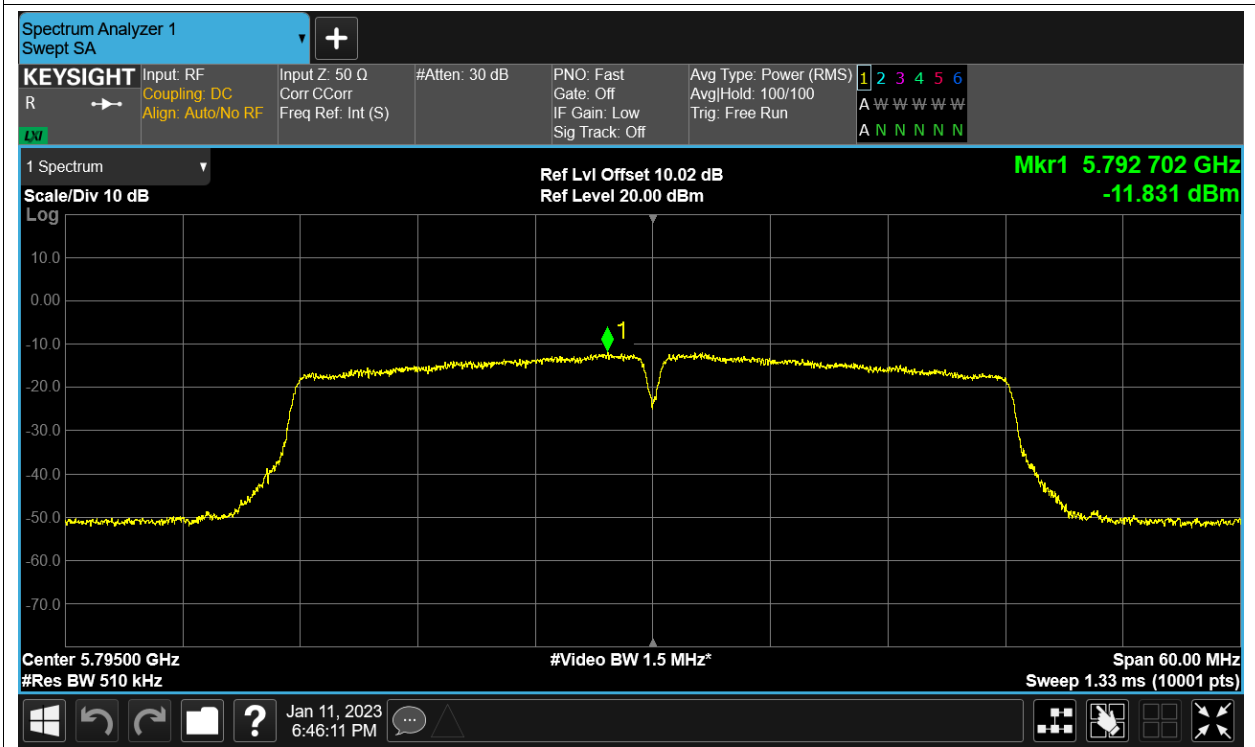 Spectrum Analyzer 1
Swept SA
KEYSIGHT
R
LXI
Input: RF
Coupling: DC
Align: Auto/No RF
Input Z: 50 Ω
Corr CCorr
Freq Ref: Int (S)
#Atten: 30 dB
PNO: Fast
Gate: Off
IF Gain: Low
Sig Track: Off
Avg Type: Power (RMS)
Avg|Hold: 100/100
Trig: Free Run
1 2 3 4 5 6
A W W W W W
A N N N N N
1 Spectrum
Scale/Div 10 dB
Log
Ref Lvl Offset 10.02 dB
Ref Level 20.00 dBm
Mkr1 5.792 702 GHz
-11.831 dBm
10.0
0.00
-10.0
-20.0
-30.0
-40.0
-50.0
-60.0
-70.0
1
Center 5.79500 GHz
#Res BW 510 kHz
#Video BW 1.5 MHz*
Span 60.00 MHz
Sweep 1.33 ms (10001 pts)
?
Jan 11, 2023
6:46:11 PM